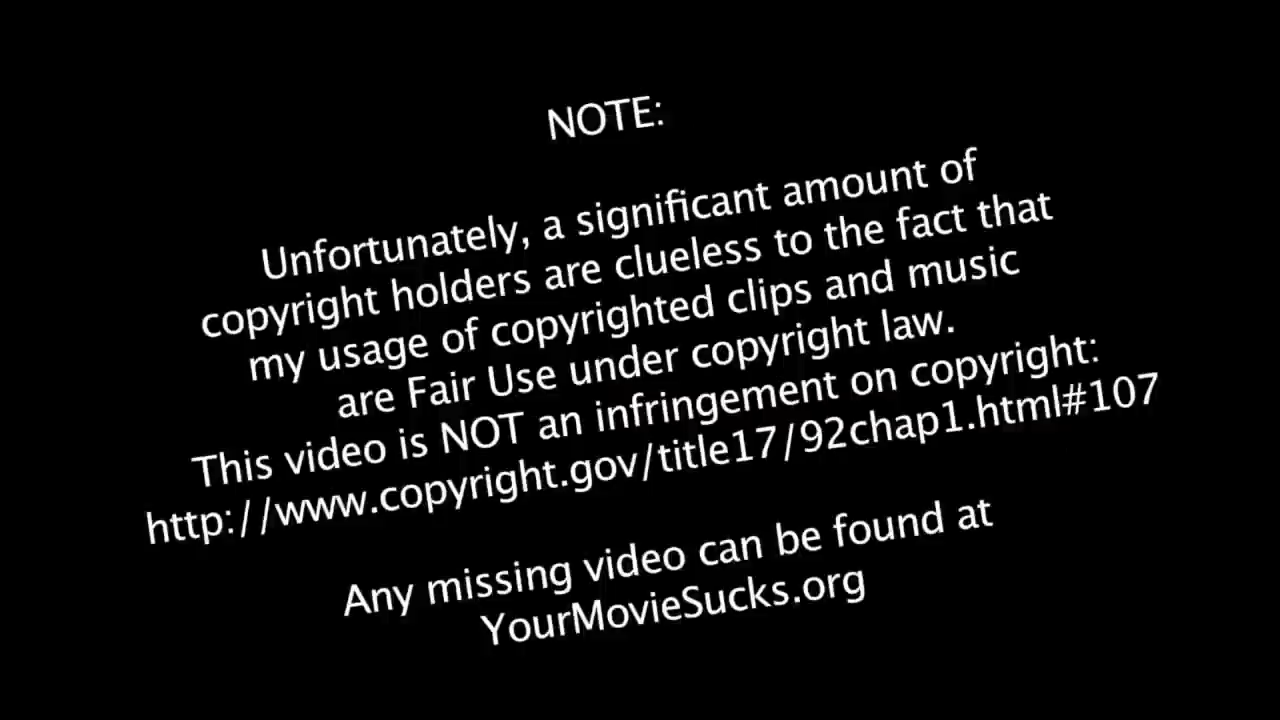 NOTE:
Unfortunately, a significant amount of
copyright holders are clueless to the fact that
my usage of copyrighted clips and music
are Fair Use under copyright law.
This video is NOT an infringement on copyright:
http://www.copyright.gov/title17/92chap1.html#107
Any missing video can be found at
YourMovieSucks.org